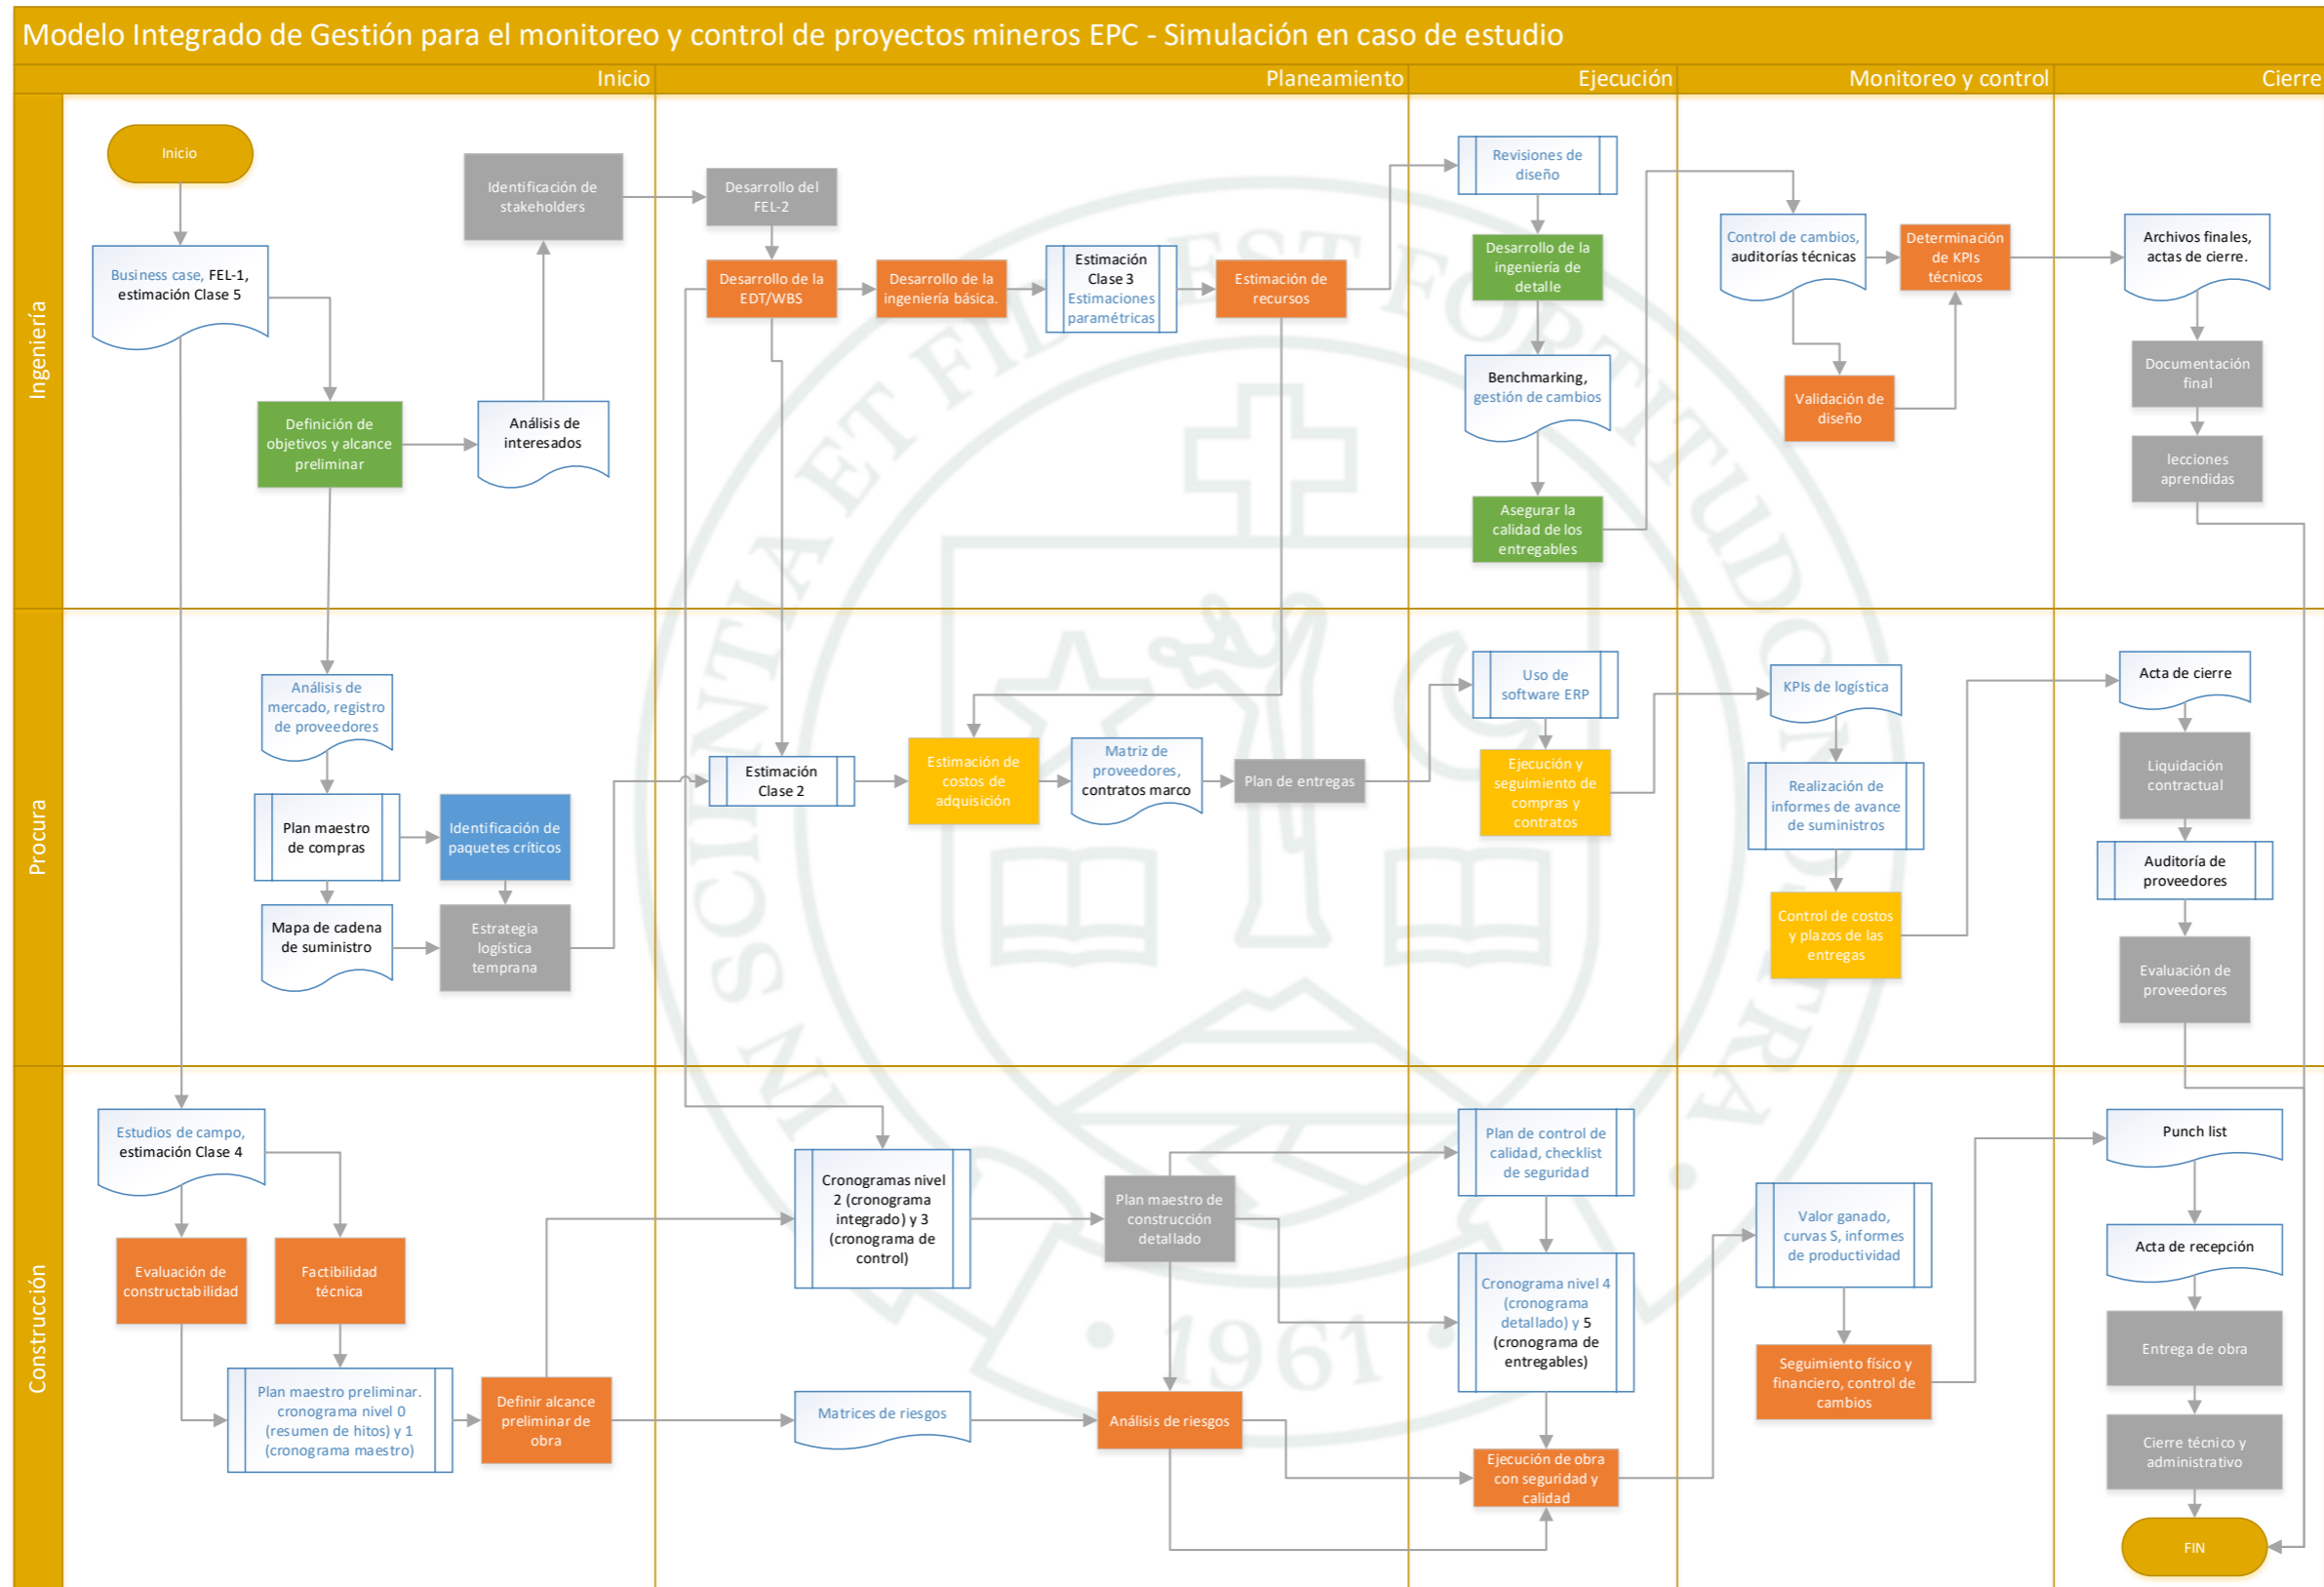 Modelo Integrado de Gestión para el monitoreo y control de proyectos mineros EPC - Simulación en caso de estudio
Inicio
Planeamiento
Ejecución
Monitoreo y control
Cierre
Ingeniería
Inicio
Business case, FEL-1,
estimación Clase 5
Definición de
objetivos y alcance
preliminar
Análisis de
interesados
Identificación de
stakeholders
Desarrollo del
FEL-2
Desarrollo de la
EDT/WBS
Desarrollo de la
ingeniería básica.
Estimación
Clase 3
Estimaciones
paramétricas
Estimación de
recursos
Revisiones de
diseño
Desarrollo de la
ingeniería de
detalle
Benchmarking,
gestión de cambios
Asegurar la
calidad de los
entregables
Control de cambios,
auditorías técnicas
Determinación
de KPIs
técnicos
Validación de
diseño
Archivos finales,
actas de cierre.
Documentación
final
lecciones
aprendidas
Procura
Análisis de
mercado, registro
de proveedores
Plan maestro
de compras
Identificación de
paquetes críticos
Mapa de cadena
de suministro
Estrategia
logística
temprana
Estimación
Clase 2
Estimación de
costos de
adquisición
Matriz de
proveedores,
contratos marco
Plan de entregas
Uso de
software ERP
Ejecución y
seguimiento de
compras y
contratos
KPIs de logística
Realización de
informes de avance
de suministros
Control de costos
y plazos de las
entregas
Acta de cierre
Liquidación
contractual
Auditoría de
proveedores
Evaluación de
proveedores
Construcción
Estudios de campo,
estimación Clase 4
Evaluación de
constructabilidad
Factibilidad
técnica
Plan maestro preliminar.
cronograma nivel 0
(resumen de hitos) y 1
(cronograma maestro)
Definir alcance
preliminar de
obra
Cronogramas nivel
2 (cronograma
integrado) y 3
(cronograma de
control)
Matrices de riesgos
Plan maestro de
construcción
detallado
Análisis de riesgos
Plan de control de
calidad, checklist
de seguridad
Cronograma nivel 4
(cronograma
detallado) y 5
(cronograma de
entregables)
Ejecución de obra
con seguridad y
calidad
Valor ganado,
curvas S, informes
de productividad
Seguimiento físico y
financiero, control de
cambios
Punch list
Acta de recepción
Entrega de obra
Cierre técnico y
administrativo
FIN
IN SCIENTIA ET FIDE EST FORTITUDO NOSTRA
• 1961 •